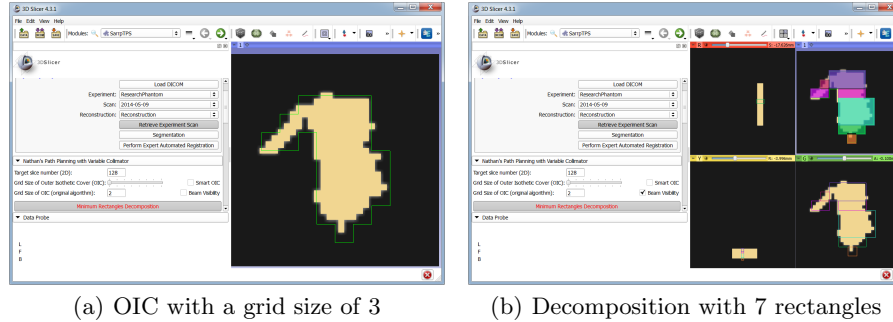 3D Slicer 4.3.1
File Edit View Help
Modules: SarrpTPS
3DSlicer
Load DICOM
Experiment: ResearchPhantom
Scan: 2014-05-09
Reconstruction: Reconstruction
Retrieve Experiment Scan
Segmentation
Perform Expert Automated Registration
Nathan's Path Planning with Variable Collimator
Target slice number (2D): 128
Grid Size of Outer Isothetic Cover (OIC): Smart OIC
Grid Size of OIC (original algorithm): 2 Beam Visibility
Minimum Rectangles Decomposition
Data Probe
L
F
B
(a) OIC with a grid size of 3
3D Slicer 4.3.1
File Edit View Help
Modules: SarrpTPS
3DSlicer
R
1
Load DICOM
Experiment: ResearchPhantom
Scan: 2014-05-09
Reconstruction: Reconstruction
Retrieve Experiment Scan
Segmentation
Perform Expert Automated Registration
Nathan's Path Planning with Variable Collimator
Y
G
Target slice number (2D): 128
Grid Size of Outer Isothetic Cover (OIC): Smart OIC
Grid Size of OIC (original algorithm): 2 Beam Visibility
Minimum Rectangles Decomposition
Data Probe
L
F
B
(b) Decomposition with 7 rectangles